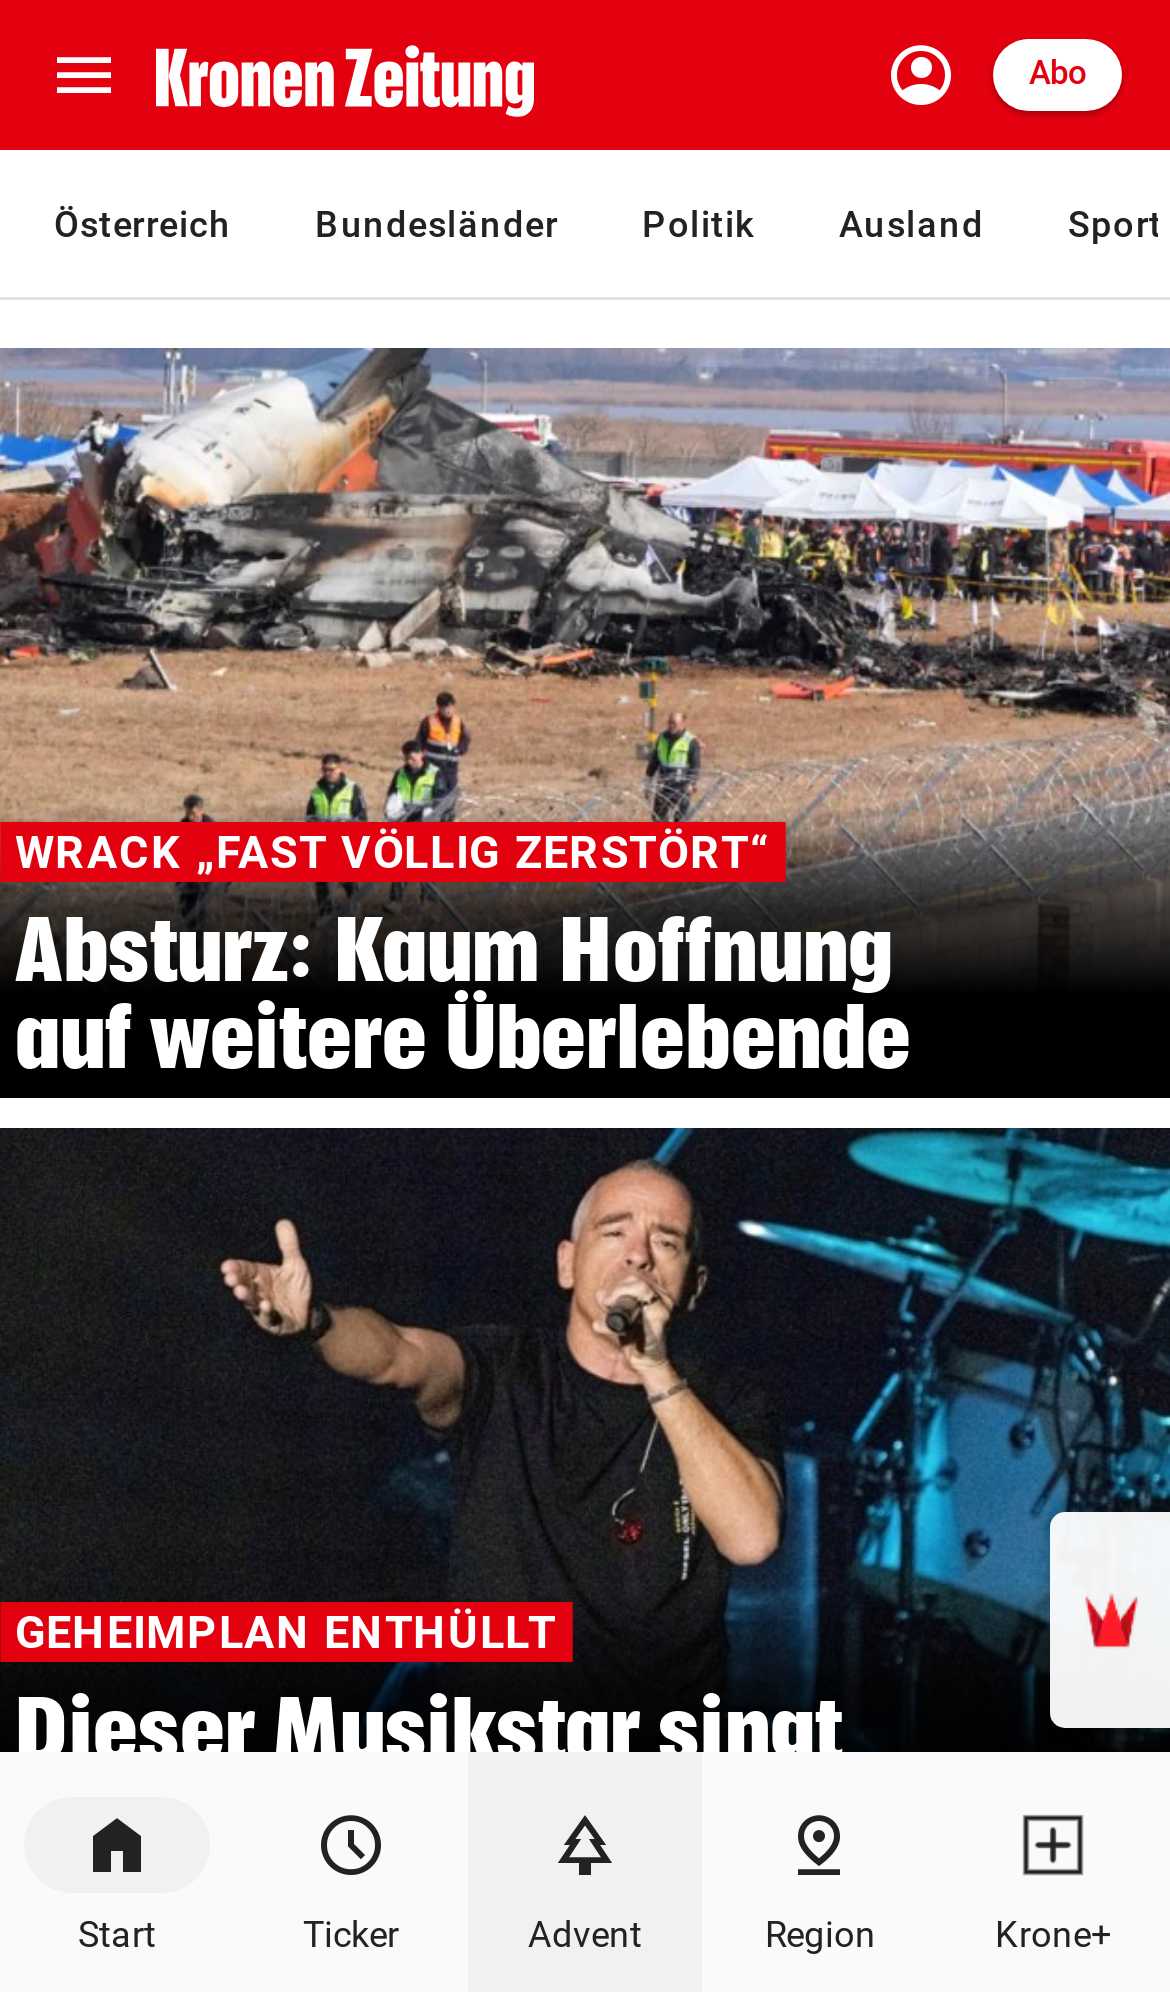 Kronen Zeitung
Abo
Österreich Bundesländer Politik Ausland Sport
WRACK „FAST VÖLLIG ZERSTÖRT“
Absturz: Kaum Hoffnung
auf weitere Überlebende
GEHEIMPLAN ENTHÜLLT
Dieser Musikstar singt
Start Ticker Advent Region Krone+